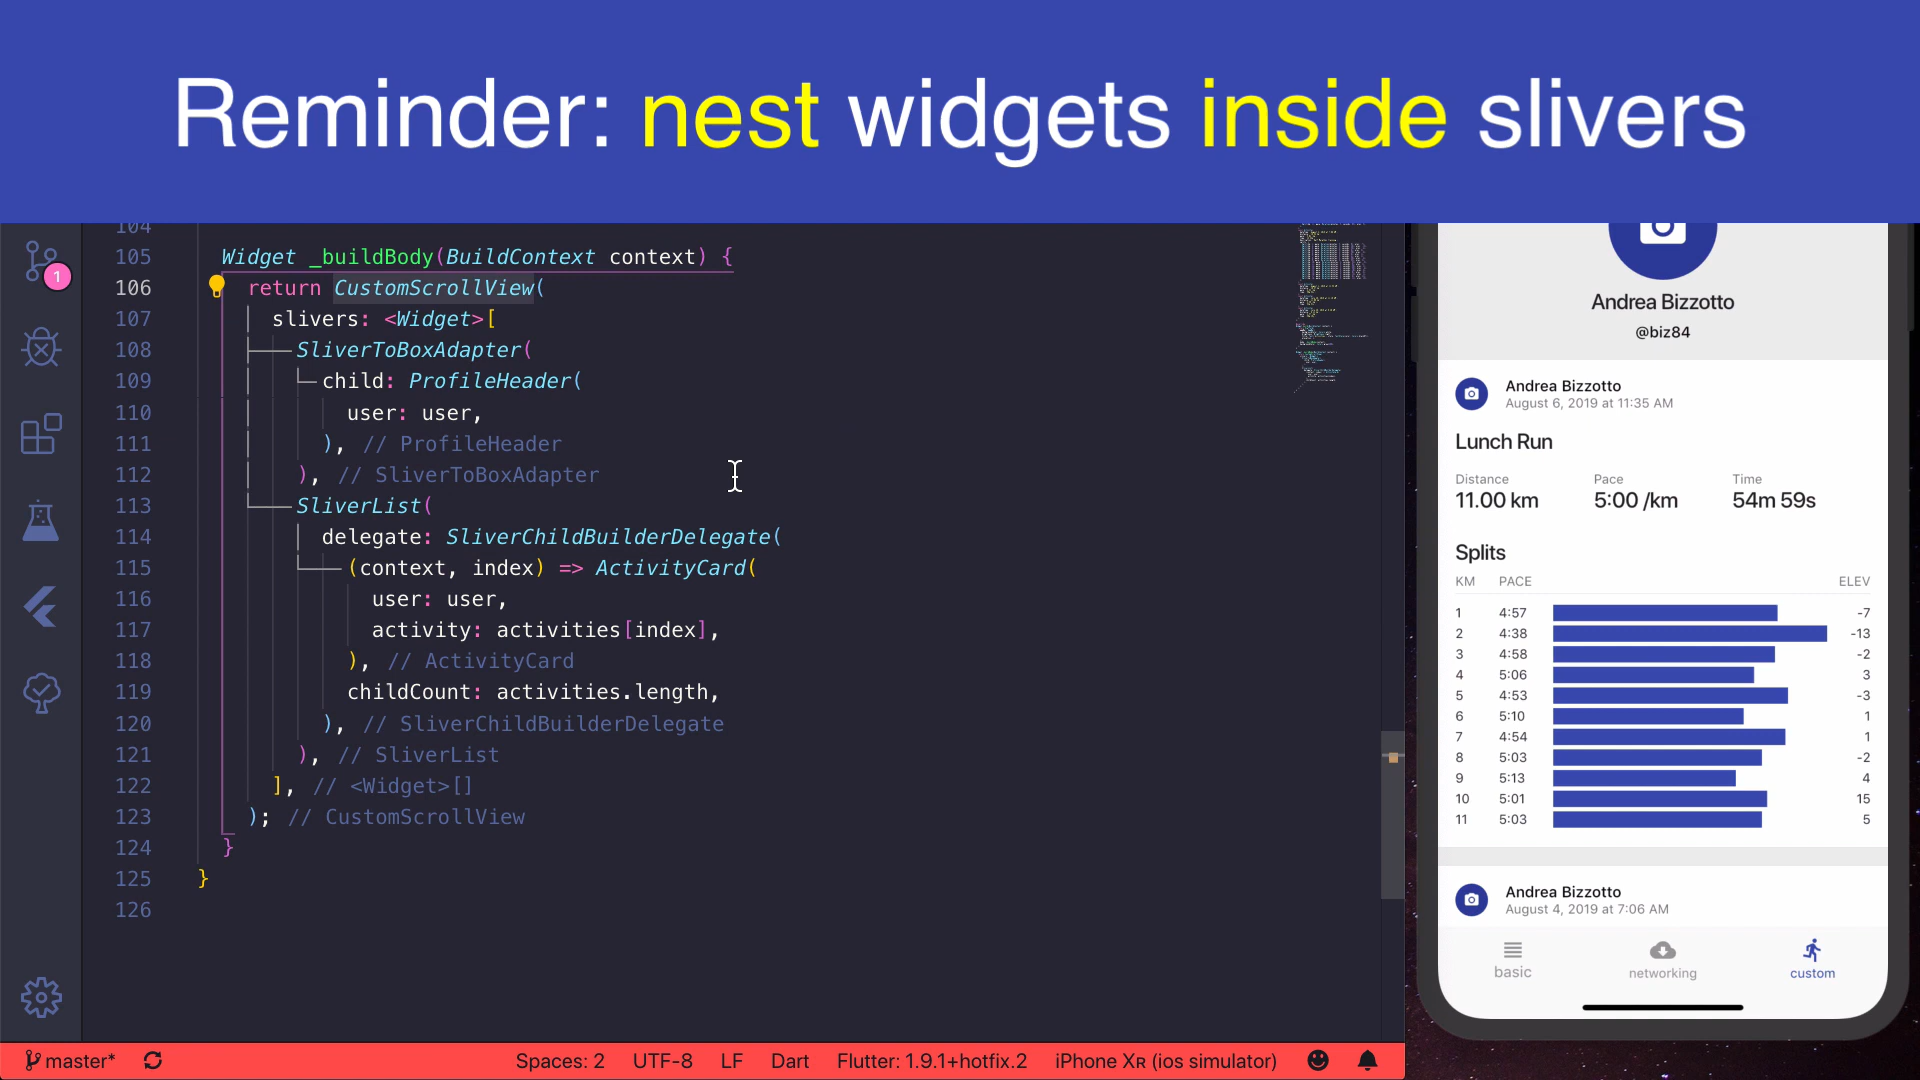 Reminder: nest widgets inside slivers
104
105 Widget _buildBody(BuildContext context) {
106 return CustomScrollView(
107 slivers: <Widget>[
108 SliverToBoxAdapter(
109 child: ProfileHeader(
110 user: user,
111 ), // ProfileHeader
112 ), // SliverToBoxAdapter
113 SliverList(
114 delegate: SliverChildBuilderDelegate(
115 (context, index) => ActivityCard(
116 user: user,
117 activity: activities[index],
118 ), // ActivityCard
119 childCount: activities.length,
120 ), // SliverChildBuilderDelegate
121 ), // SliverList
122 ], // <Widget>[]
123 ); // CustomScrollView
124 }
125 }
126
1
master*
Spaces: 2 UTF-8 LF Dart Flutter: 1.9.1+hotfix.2 iPhone Xʀ (ios simulator)
Andrea Bizzotto
@biz84
Andrea Bizzotto
August 6, 2019 at 11:35 AM
Lunch Run
Distance Pace Time
11.00 km 5:00 /km 54m 59s
Splits
KM PACE ELEV
1 4:57 -7
2 4:38 -13
3 4:58 -2
4 5:06 3
5 4:53 -3
6 5:10 1
7 4:54 1
8 5:03 -2
9 5:13 4
10 5:01 15
11 5:03 5
Andrea Bizzotto
August 4, 2019 at 7:06 AM
basic networking custom